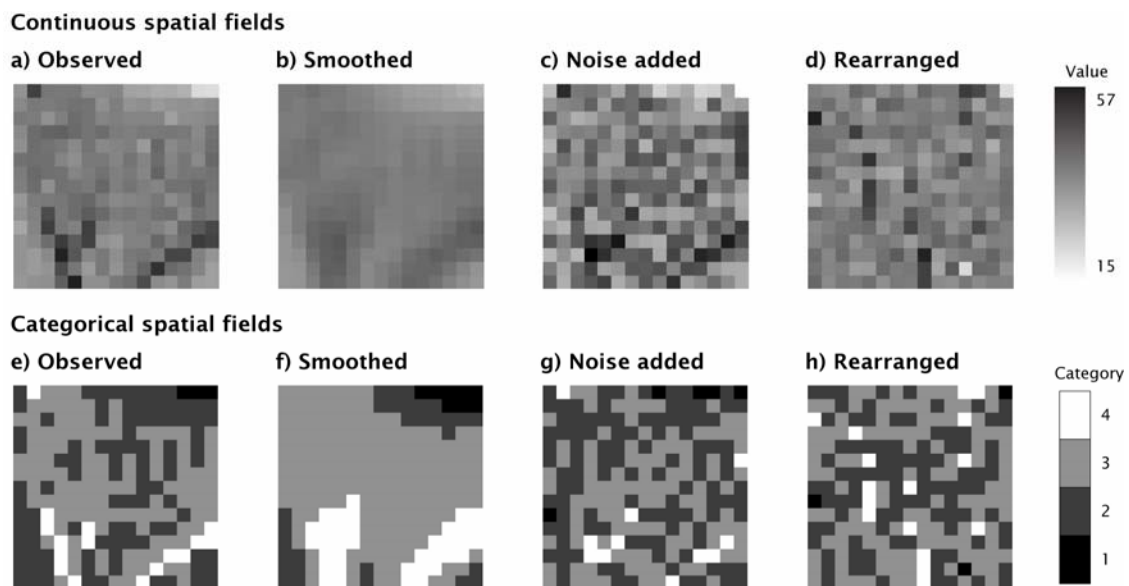 Continuous spatial fields
a) Observed
b) Smoothed
c) Noise added
d) Rearranged
Value
57
15
Categorical spatial fields
e) Observed
f) Smoothed
g) Noise added
h) Rearranged
Category
4
3
2
1